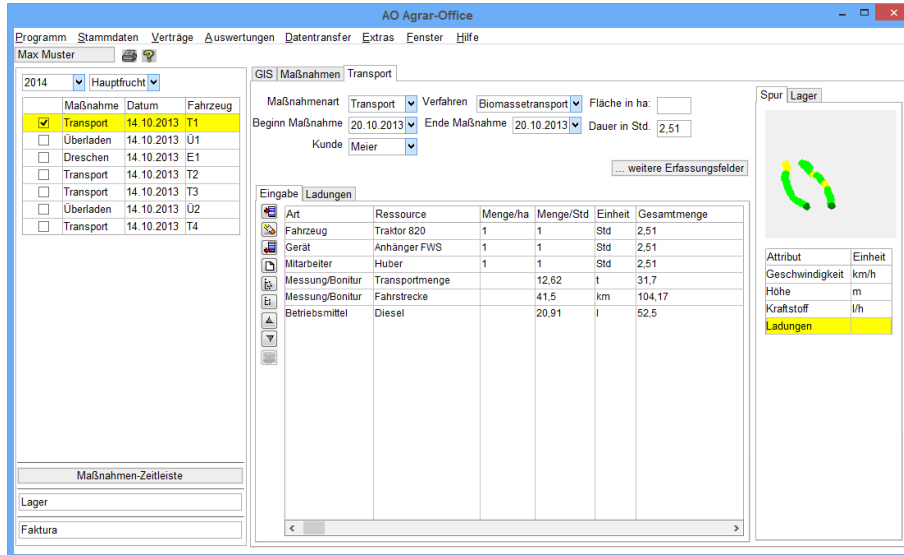 AO Agrar-Office
Programm Stammdaten Verträge Auswertungen Datentransfer Extras Fenster Hilfe
Max Muster
2014 Hauptfrucht
Maßnahme Datum Fahrzeug
Transport 14.10.2013 T1
Überladen 14.10.2013 Ü1
Dreschen 14.10.2013 E1
Transport 14.10.2013 T2
Transport 14.10.2013 T3
Überladen 14.10.2013 Ü2
Transport 14.10.2013 T4
Maßnahmen-Zeitleiste
Lager
Faktura
GIS Maßnahmen Transport
Maßnahmenart Transport Verfahren Biomassetransport Fläche in ha:
Beginn Maßnahme 20.10.2013 Ende Maßnahme 20.10.2013 Dauer in Std. 2,51
Kunde Meier
... weitere Erfassungsfelder
Eingabe Ladungen
Art Ressource Menge/ha Menge/Std Einheit Gesamtmenge
Fahrzeug Traktor 820 1 1 Std 2,51
Gerät Anhänger FWS 1 1 Std 2,51
Mitarbeiter Huber 1 1 Std 2,51
Messung/Bonitur Transportmenge 12,62 t 31,7
Messung/Bonitur Fahrstrecke 41,5 km 104,17
Betriebsmittel Diesel 20,91 l 52,5
Spur Lager
Attribut Einheit
Geschwindigkeit km/h
Höhe m
Kraftstoff l/h
Ladungen